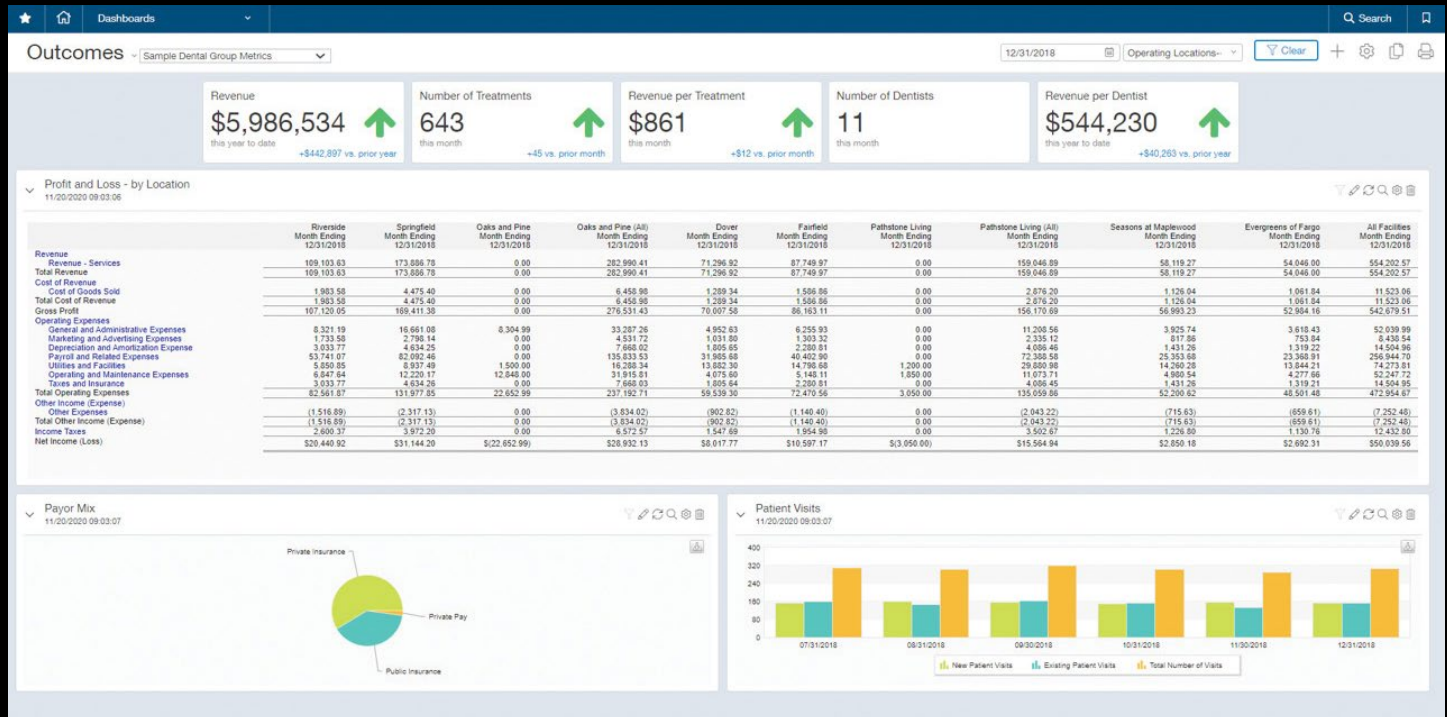 Dashboards
Search
Outcomes
Sample Dental Group Metrics
12/31/2018
Operating Locations-
Clear
Revenue
$5,986,534
this year to date
+$442,897 vs. prior year
Number of Treatments
643
this month
+45 vs. prior month
Revenue per Treatment
$861
this month
+$12 vs. prior month
Number of Dentists
11
this month
Revenue per Dentist
$544,230
this year to date
+$40,263 vs. prior year
Profit and Loss - by Location
11/20/2020 09:03:06
Riverside Springfield Oaks and Pine Oaks and Pine (All) Dover Fairfield Pathstone Living Pathstone Living (All) Seasons at Maplewood Evergreens of Fargo All Facilities
Month Ending Month Ending Month Ending Month Ending Month Ending Month Ending Month Ending Month Ending Month Ending Month Ending Month Ending
12/31/2018 12/31/2018 12/31/2018 12/31/2018 12/31/2018 12/31/2018 12/31/2018 12/31/2018 12/31/2018 12/31/2018 12/31/2018
Revenue
Revenue - Services 109,103.63 173,886.78 0.00 282,990.41 71,296.92 87,749.97 0.00 159,046.89 58,119.27 54,046.00 554,202.57
Total Revenue 109,103.63 173,886.78 0.00 282,990.41 71,296.92 87,749.97 0.00 159,046.89 58,119.27 54,046.00 554,202.57
Cost of Revenue
Cost of Goods Sold 1,983.58 4,475.40 0.00 6,458.98 1,289.34 1,586.86 0.00 2,876.20 1,126.04 1,061.84 11,523.06
Total Cost of Revenue 1,983.58 4,475.40 0.00 6,458.98 1,289.34 1,586.86 0.00 2,876.20 1,126.04 1,061.84 11,523.06
Gross Profit 107,120.05 169,411.38 0.00 276,531.43 70,007.58 86,163.11 0.00 156,170.69 56,993.23 52,984.16 542,679.51
Operating Expenses
General and Administrative Expenses 8,321.19 16,661.08 8,304.99 33,287.26 4,952.63 6,255.93 0.00 11,208.56 3,925.74 3,618.43 52,039.99
Marketing and Advertising Expenses 1,733.58 2,798.14 0.00 4,531.72 1,031.80 1,303.32 0.00 2,335.12 817.86 753.84 8,438.54
Depreciation and Amortization Expense 3,033.77 4,634.25 0.00 7,668.02 1,805.65 2,280.81 0.00 4,086.46 1,431.26 1,319.22 14,504.96
Payroll and Related Expenses 53,741.07 82,092.46 0.00 135,833.53 31,985.68 40,402.90 0.00 72,388.58 25,353.68 23,368.91 256,944.70
Utilities and Facilities 5,850.85 8,937.49 1,500.00 16,288.34 13,882.30 14,798.68 1,200.00 29,880.98 14,260.28 13,844.21 74,273.81
Operating and Maintenance Expenses 6,847.64 12,220.17 12,848.00 31,915.81 4,075.60 5,148.11 1,850.00 11,073.71 4,980.54 4,277.66 52,247.72
Taxes and Insurance 3,033.77 4,634.26 0.00 7,668.03 1,805.64 2,280.81 0.00 4,086.45 1,431.26 1,319.21 14,504.95
Total Operating Expenses 82,561.87 131,977.85 22,652.99 237,192.71 59,539.30 72,470.56 3,050.00 135,059.86 52,200.62 48,501.48 472,954.67
Other Income (Expense)
Other Expenses (1,516.89) (2,317.13) 0.00 (3,834.02) (902.82) (1,140.40) 0.00 (2,043.22) (715.63) (659.61) (7,252.48)
Total Other Income (Expense) (1,516.89) (2,317.13) 0.00 (3,834.02) (902.82) (1,140.40) 0.00 (2,043.22) (715.63) (659.61) (7,252.48)
Income Taxes 2,600.37 3,972.20 0.00 6,572.57 1,547.69 1,954.98 0.00 3,502.67 1,226.80 1,130.76 12,432.80
Net Income (Loss) $20,440.92 $31,144.20 $(22,652.99) $28,932.13 $8,017.77 $10,597.17 $(3,050.00) $15,564.94 $2,850.18 $2,692.31 $50,039.56
Payor Mix
11/20/2020 09:03:07
Private Insurance
Private Pay
Public Insurance
Patient Visits
11/20/2020 09:03:07
400
320
240
160
80
0
07/31/2018 08/31/2018 09/30/2018 10/31/2018 11/30/2018 12/31/2018
New Patient Visits Existing Patient Visits Total Number of Visits